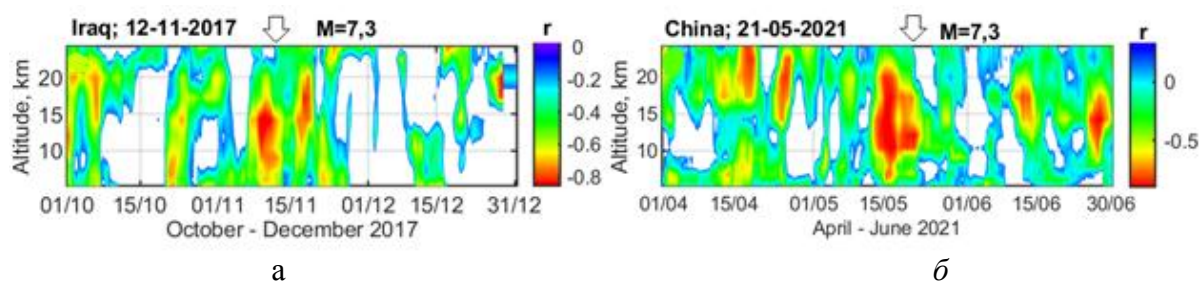 Iraq; 12-11-2017 M=7,3 r
Altitude, km
20
15
10
0
-0.2
-0.4
-0.6
-0.8
01/10 15/10 01/11 15/11 01/12 15/12 31/12
October - December 2017
а
China; 21-05-2021 M=7,3 r
Altitude, km
20
15
10
0
-0.5
01/04 15/04 01/05 15/05 01/06 15/06 30/06
April - June 2021
б